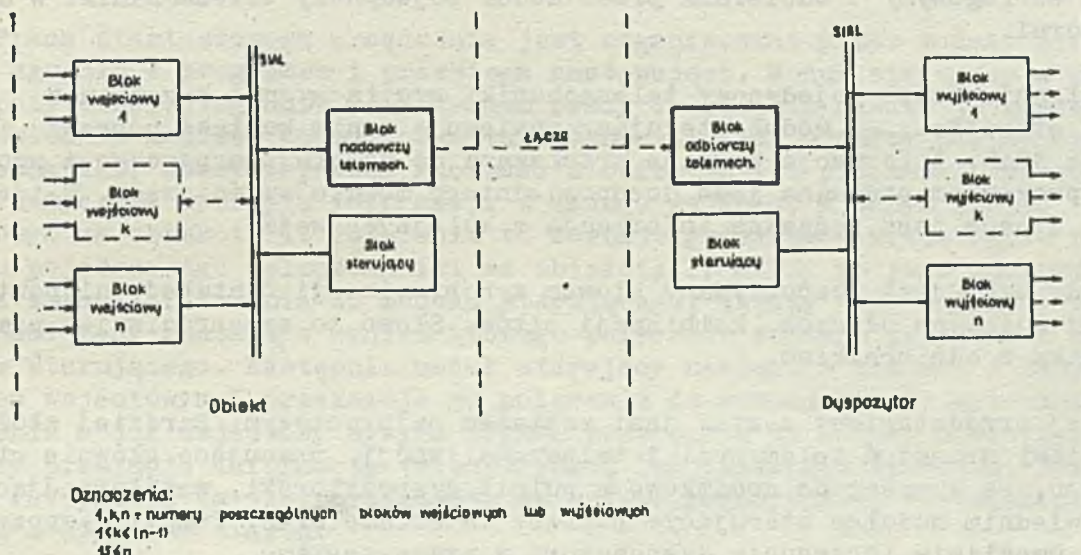 SIAL
SIAL
Blok
wejściowy
1
Blok
nadawczy
telemech.
ŁĄCZE
Blok
odbiorczy
telemech.
Blok
wyjściowy
1
Blok
wejściowy
k
Blok
wyjściowy
k
Blok
sterujący
Blok
sterujący
Blok
wejściowy
n
Blok
wyjściowy
n
Obiekt
Dyspozytor
Oznaczenia:
1,k,n - numery poszczególnych bloków wejściowych lub wyjściowych
1≤k≤(n-1)
1≤n